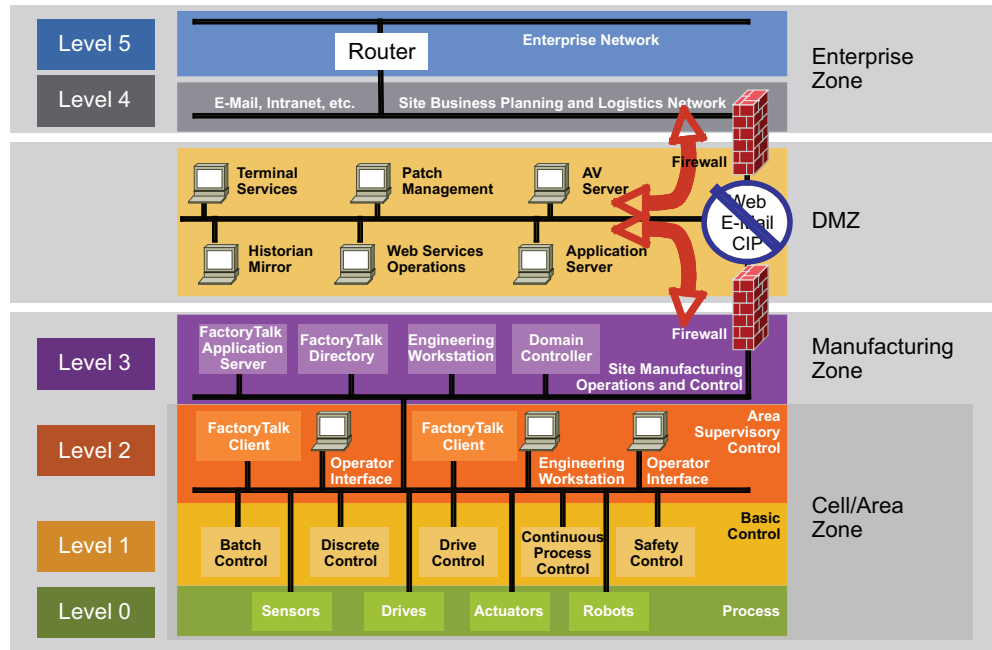 Level 5
Router
Enterprise Network
Enterprise
Zone
Level 4
E-Mail, Intranet, etc.
Site Business Planning and Logistics Network
Firewall
Terminal
Services
Patch
Management
AV
Server
Web
E-Mail
CIP
DMZ
Historian
Mirror
Web Services
Operations
Application
Server
Firewall
Level 3
FactoryTalk
Application
Server
FactoryTalk
Directory
Engineering
Workstation
Domain
Controller
Site Manufacturing
Operations and Control
Manufacturing
Zone
Level 2
FactoryTalk
Client
Operator
Interface
FactoryTalk
Client
Engineering
Workstation
Operator
Interface
Area
Supervisory
Control
Cell/Area
Zone
Level 1
Batch
Control
Discrete
Control
Drive
Control
Continuous
Process
Control
Safety
Control
Basic
Control
Level 0
Sensors
Drives
Actuators
Robots
Process